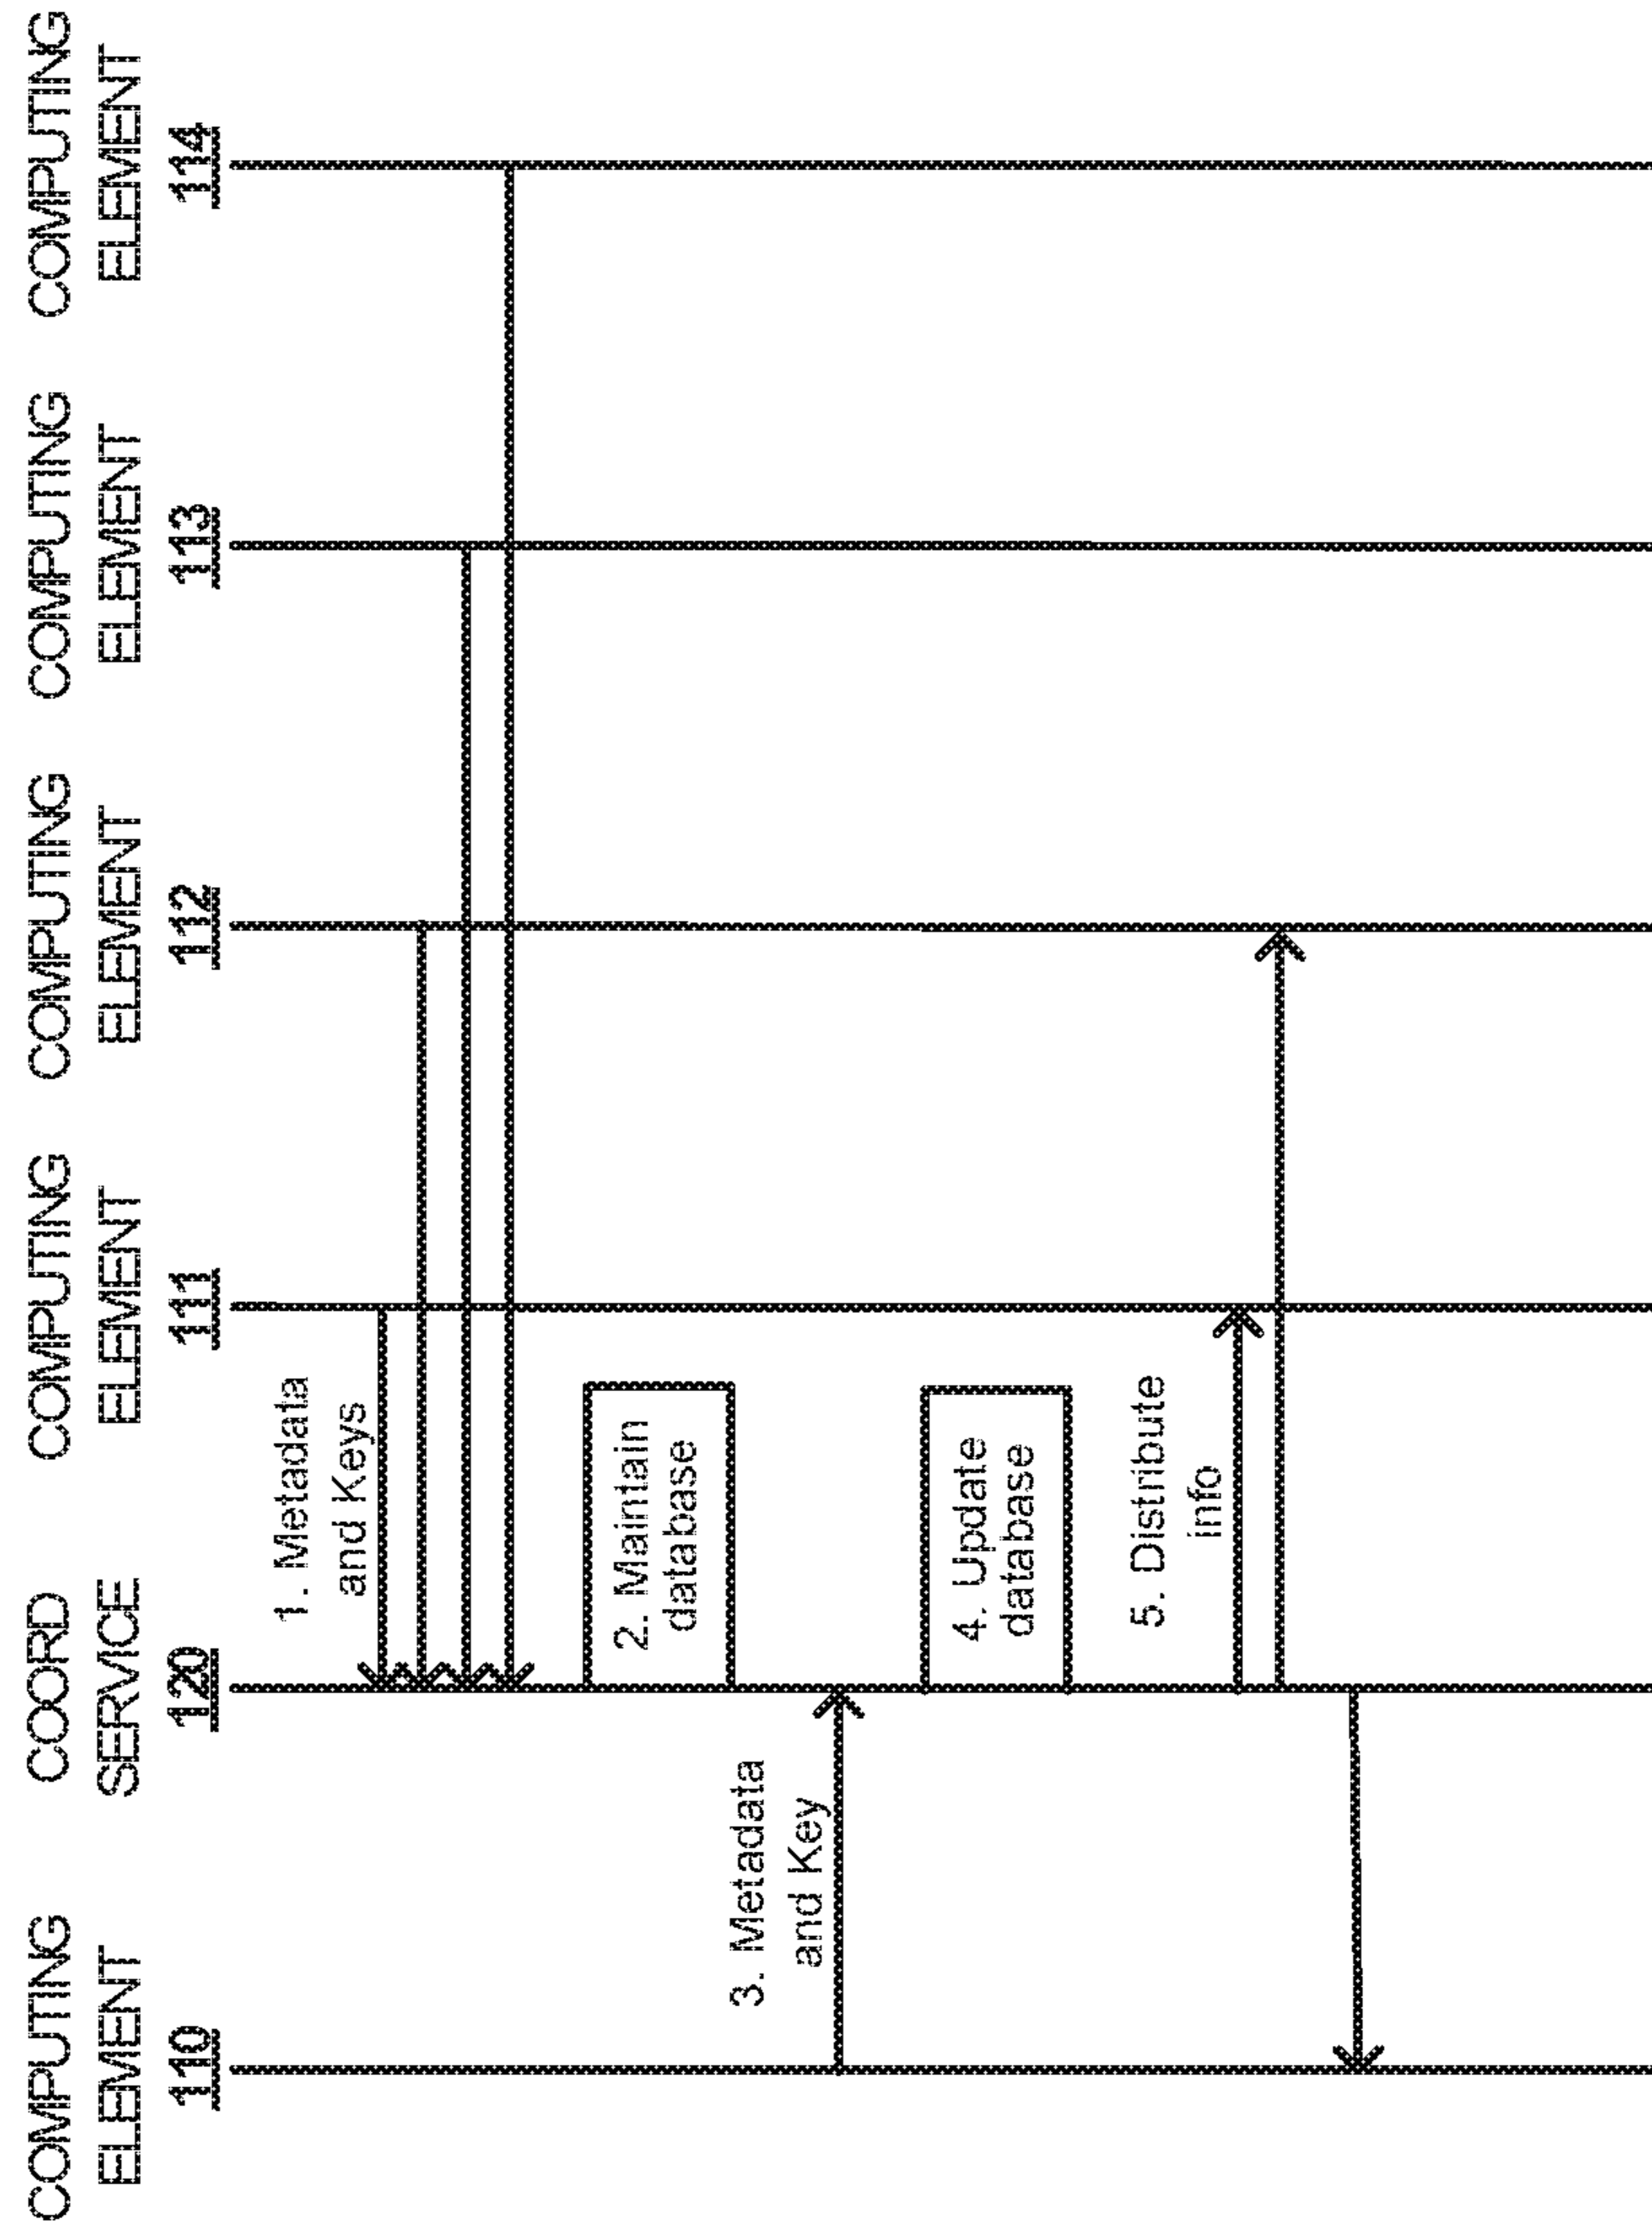 COMPUTING
ELEMENT
110
COORD
SERVICE
120
COMPUTING
ELEMENT
111
COMPUTING
ELEMENT
112
COMPUTING
ELEMENT
113
COMPUTING
ELEMENT
114
1. Metadata
and Keys
2. Maintain
database
3. Metadata
and Key
4. Update
database
5. Distribute
info